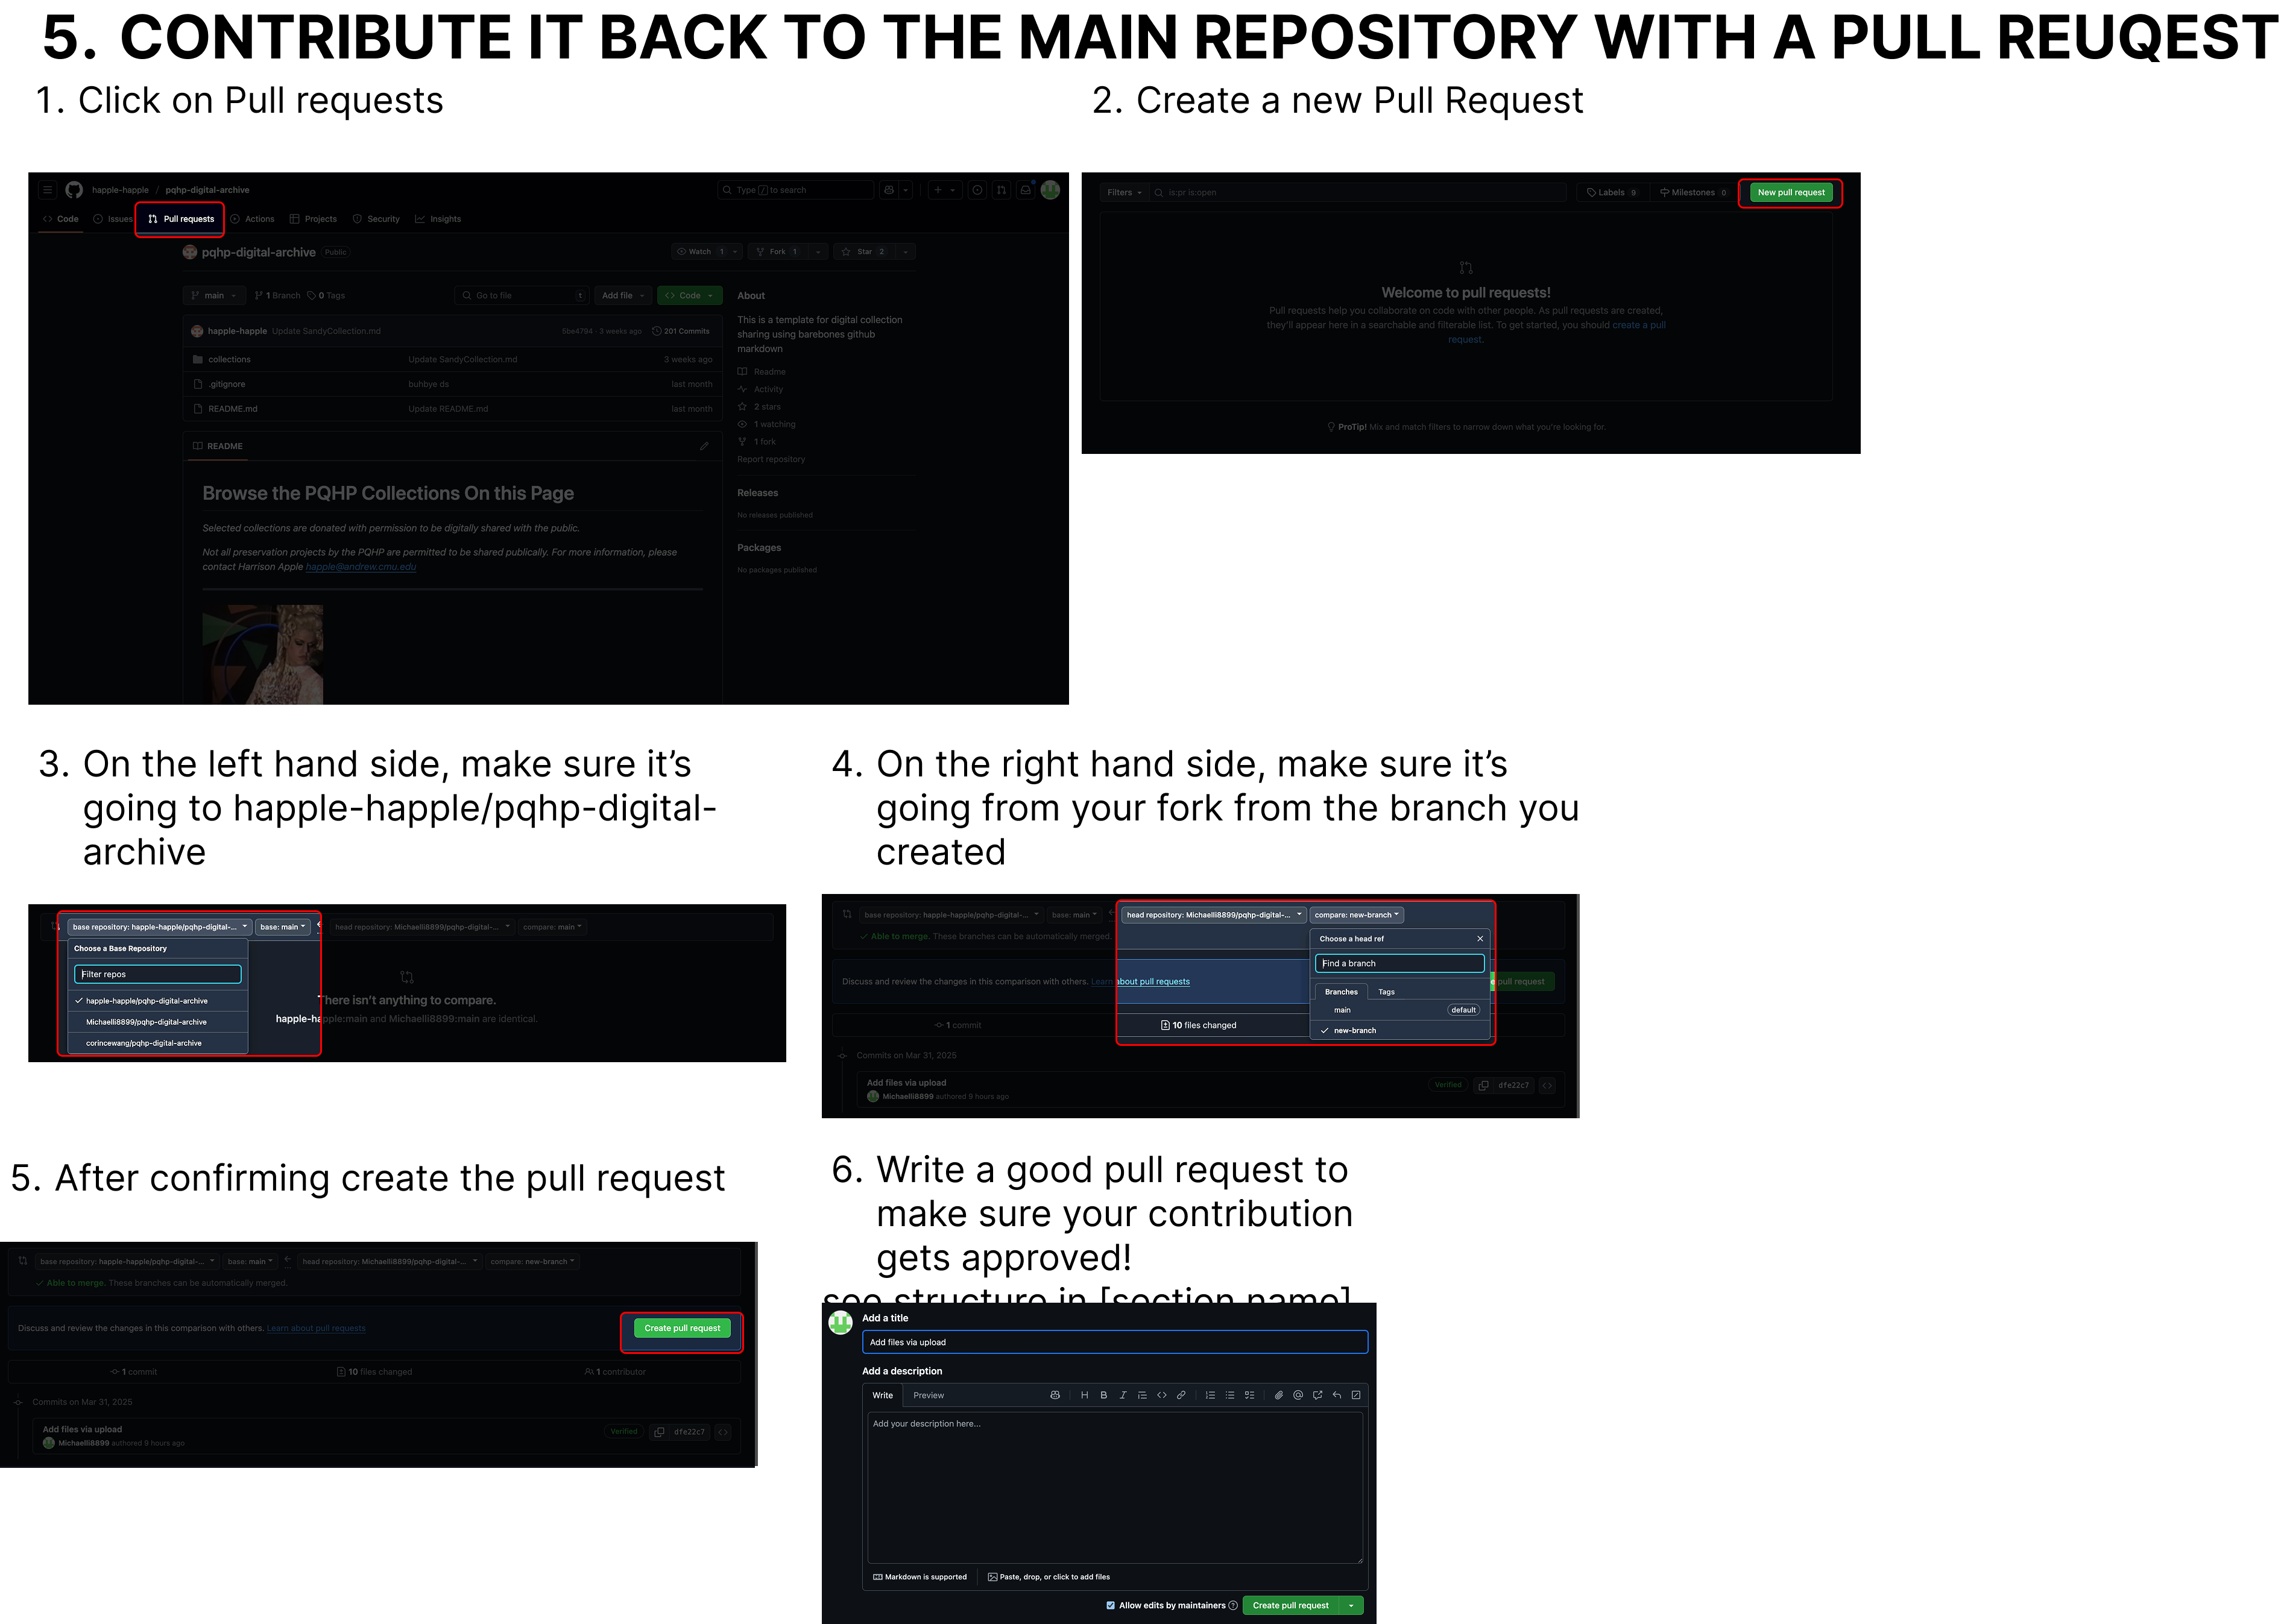 5. CONTRIBUTE IT BACK TO THE MAIN REPOSITORY WITH A PULL REUQEST
1. Click on Pull requests
happle-happle / pqhp-digital-archive
Type / to search
Code Issues Pull requests Actions Projects Security Insights
pqhp-digital-archive Public
Watch 1 Fork 1 Star 2
main 1 Branch 0 Tags Go to file t Add file Code
happle-happle Update SandyCollection.md 5be4794 · 3 weeks ago 201 Commits
collections Update SandyCollection.md 3 weeks ago
.gitignore buhbye ds last month
README.md Update README.md last month
README
Browse the PQHP Collections On this Page
Selected collections are donated with permission to be digitally shared with the public.
Not all preservation projects by the PQHP are permitted to be shared publically. For more information, please
contact Harrison Apple happle@andrew.cmu.edu
About
This is a template for digital collection
sharing using barebones github
markdown
Readme
Activity
2 stars
1 watching
1 fork
Report repository
Releases
No releases published
Packages
No packages published
2. Create a new Pull Request
Filters is:pr is:open Labels 9 Milestones 0 New pull request
Welcome to pull requests!
Pull requests help you collaborate on code with other people. As pull requests are created,
they'll appear here in a searchable and filterable list. To get started, you should create a pull
request.
ProTip! Mix and match filters to narrow down what you're looking for.
3. On the left hand side, make sure it's
going to happle-happle/pqhp-digital-
archive
base repository: happle-happle/pqhp-digital-... base: main head repository: Michaelli8899/pqhp-digital-... compare: main
Choose a Base Repository
Filter repos
happle-happle/pqhp-digital-archive
Michaelli8899/pqhp-digital-archive
corincewang/pqhp-digital-archive
There isn't anything to compare.
happle-happle:main and Michaelli8899:main are identical.
4. On the right hand side, make sure it's
going from your fork from the branch you
created
base repository: happle-happle/pqhp-digital-... base: main head repository: Michaelli8899/pqhp-digital-... compare: new-branch
Able to merge. These branches can be automatically merged.
Choose a head ref
Find a branch
Branches Tags
main default
new-branch
Discuss and review the changes in this comparison with others. Learn about pull requests
e pull request
1 commit 10 files changed
Commits on Mar 31, 2025
Add files via upload
Michaelli8899 authored 9 hours ago
Verified dfe22c7
5. After confirming create the pull request
base repository: happle-happle/pqhp-digital-... base: main head repository: Michaelli8899/pqhp-digital-... compare: new-branch
Able to merge. These branches can be automatically merged.
Discuss and review the changes in this comparison with others. Learn about pull requests
Create pull request
1 commit 10 files changed 1 contributor
Commits on Mar 31, 2025
Add files via upload
Michaelli8899 authored 9 hours ago
Verified dfe22c7
6. Write a good pull request to
make sure your contribution
gets approved!
see structure in [section name]
Add a title
Add files via upload
Add a description
Write Preview
H B I
Add your description here...
Markdown is supported Paste, drop, or click to add files
Allow edits by maintainers Create pull request